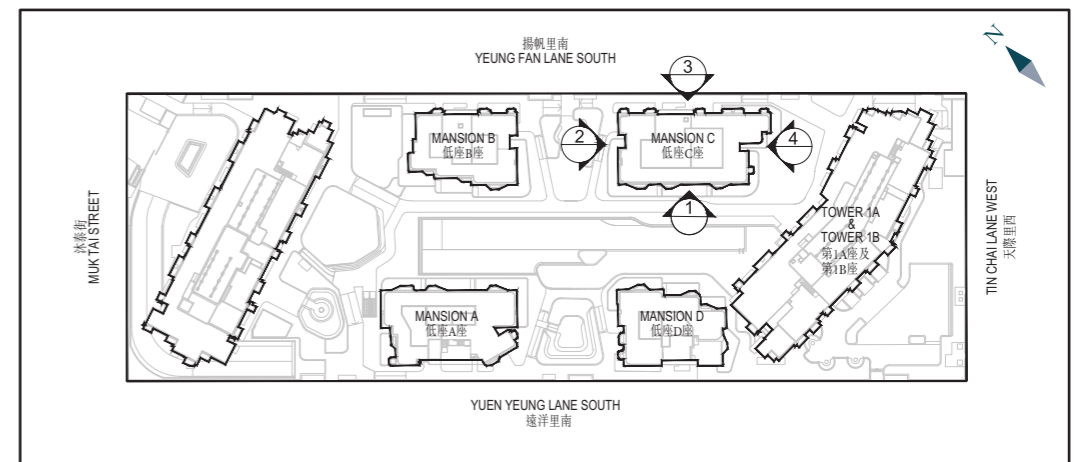 揚帆里南
YEUNG FAN LANE SOUTH
N
3
MANSION B
低座B座
2
MANSION C
低座C座
4
1
沐泰街
MUK TAI STREET
TOWER 1A
&
TOWER 1B
第1A座及
第1B座
TIN CHAI LANE WEST
天際里西
MANSION A
低座A座
MANSION D
低座D座
YUEN YEUNG LANE SOUTH
遠洋里南